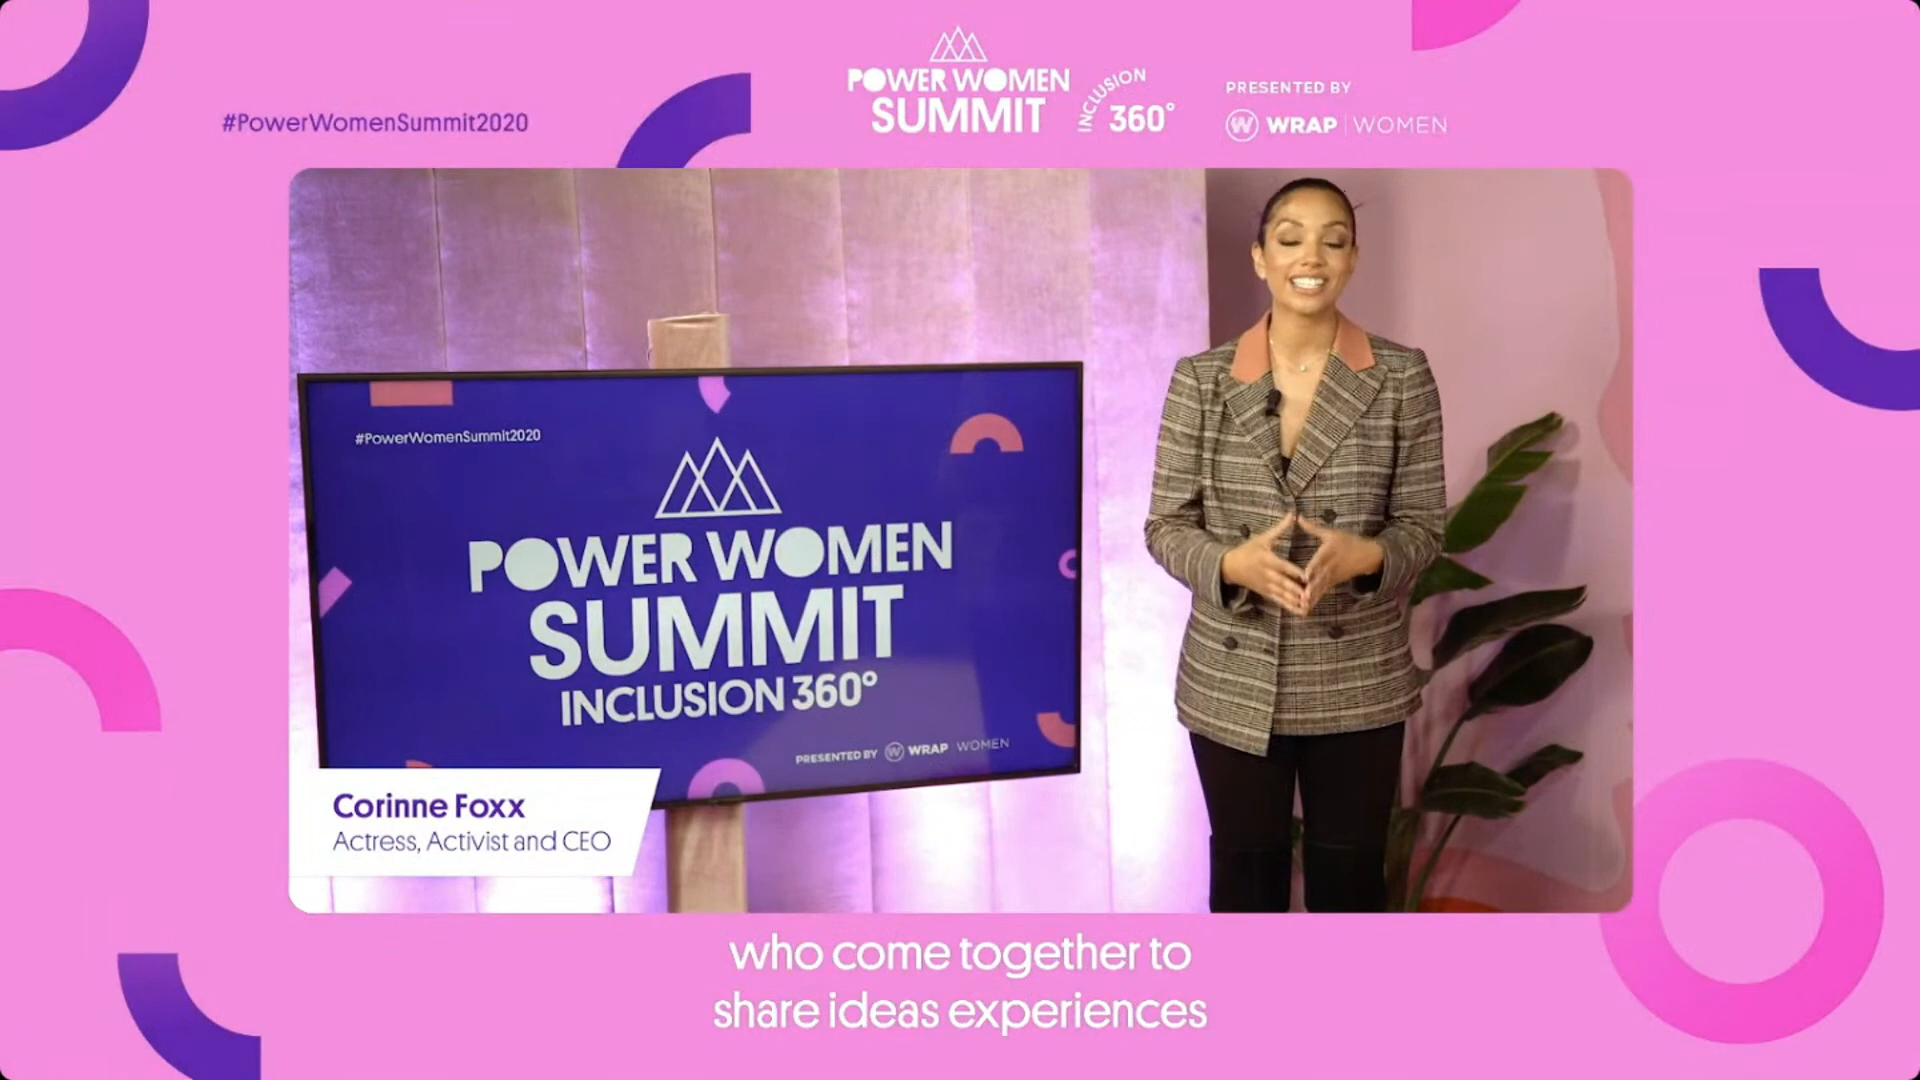 #PowerWomenSummit2020
POWER WOMEN
SUMMIT
INCLUSION
360°
PRESENTED BY
W WRAP | WOMEN
#PowerWomenSummit2020
POWER WOMEN
SUMMIT
INCLUSION 360°
PRESENTED BY W WRAP WOMEN
Corinne Foxx
Actress, Activist and CEO
who come together to
share ideas experiences